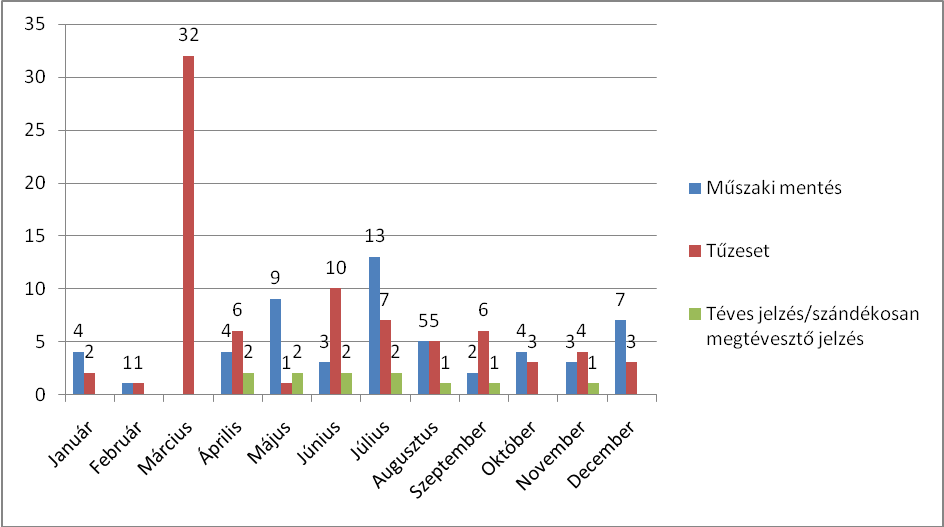 35
30
25
20
15
10
5
0
4 2
11
32
4 6 2
9 1 2
3 10 2
13 7 2
55 1
2 6 1
4 3
3 4 1
7 3
Január
Február
Március
Április
Május
Június
Július
Augusztus
Szeptember
Október
November
December
Műszaki mentés
Tűzeset
Téves jelzés/szándékosan
megtévesztő jelzés